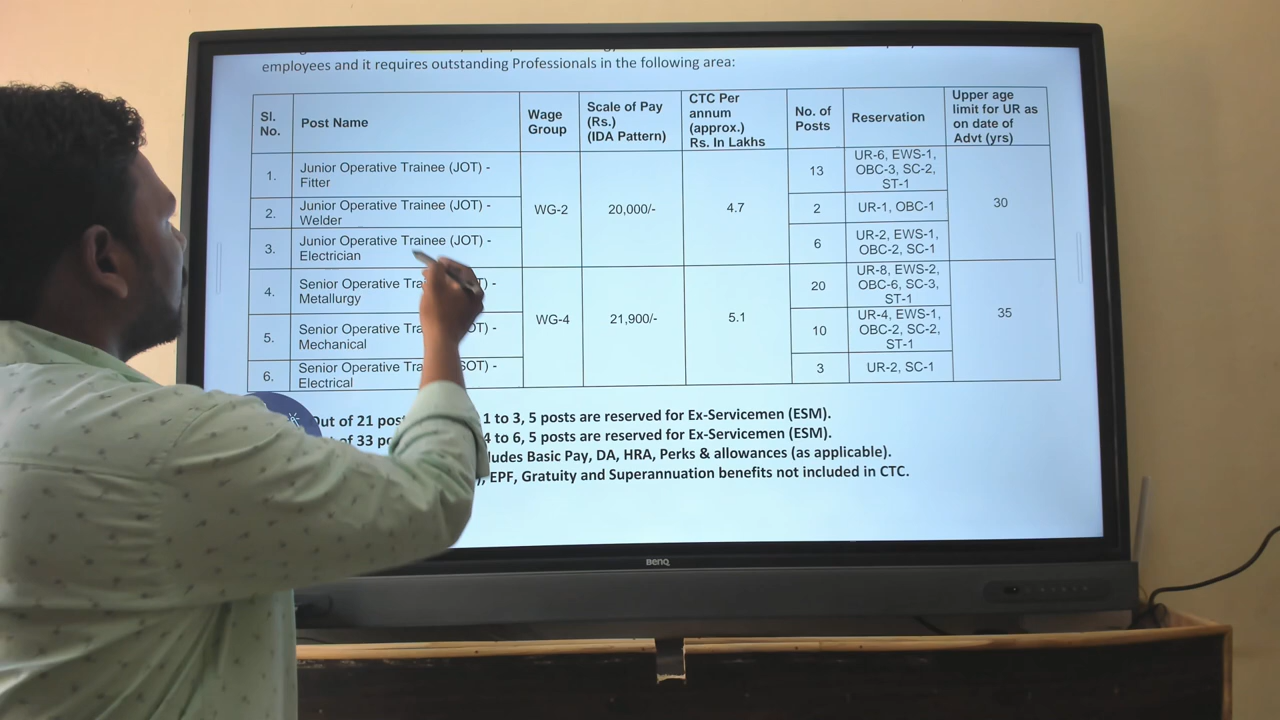 employees and it requires outstanding Professionals in the following area:
Sl. No. Post Name Wage Group Scale of Pay (Rs.) (IDA Pattern) CTC Per annum (approx.) Rs. In Lakhs No. of Posts Reservation Upper age limit for UR as on date of Advt (yrs)
1. Junior Operative Trainee (JOT) - Fitter WG-2 20,000/- 4.7 13 UR-6, EWS-1, OBC-3, SC-2, ST-1 30
2. Junior Operative Trainee (JOT) - Welder 2 UR-1, OBC-1
3. Junior Operative Trainee (JOT) - Electrician 6 UR-2, EWS-1, OBC-2, SC-1
4. Senior Operative - Metallurgy WG-4 21,900/- 5.1 20 UR-8, EWS-2, OBC-6, SC-3, ST-1 35
5. Senior Operative - Mechanical 10 UR-4, EWS-1, OBC-2, SC-2, ST-1
6. Senior Operative - Electrical 3 UR-2, SC-1
Out of 21 1 to 3, 5 posts are reserved for Ex-Servicemen (ESM).
of 33 4 to 6, 5 posts are reserved for Ex-Servicemen (ESM).
Basic Pay, DA, HRA, Perks & allowances (as applicable).
EPF, Gratuity and Superannuation benefits not included in CTC.
BenQ